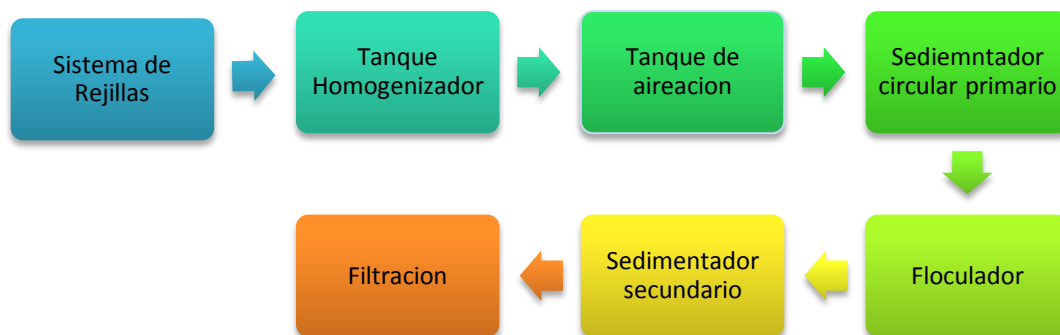 Sistema de
Rejillas
Tanque
Homogenizador
Tanque de
aireacion
Sediemntador
circular primario
Floculador
Sedimentador
secundario
Filtracion